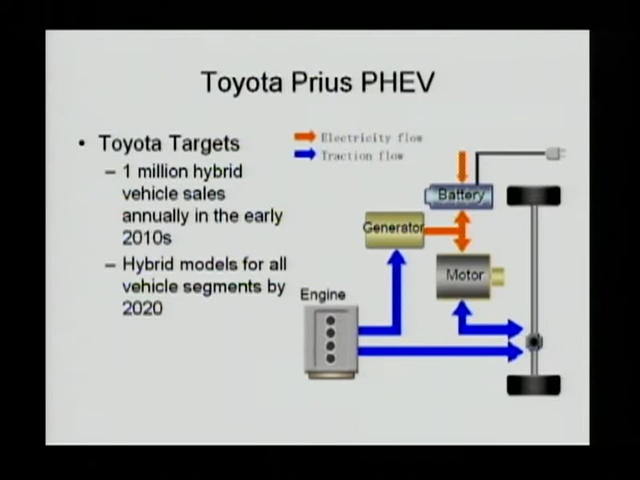 Toyota Prius PHEV
• Toyota Targets
– 1 million hybrid
vehicle sales
annually in the early
2010s
– Hybrid models for all
vehicle segments by
2020
Electricity flow
Traction flow
Battery
Generator
Motor
Engine